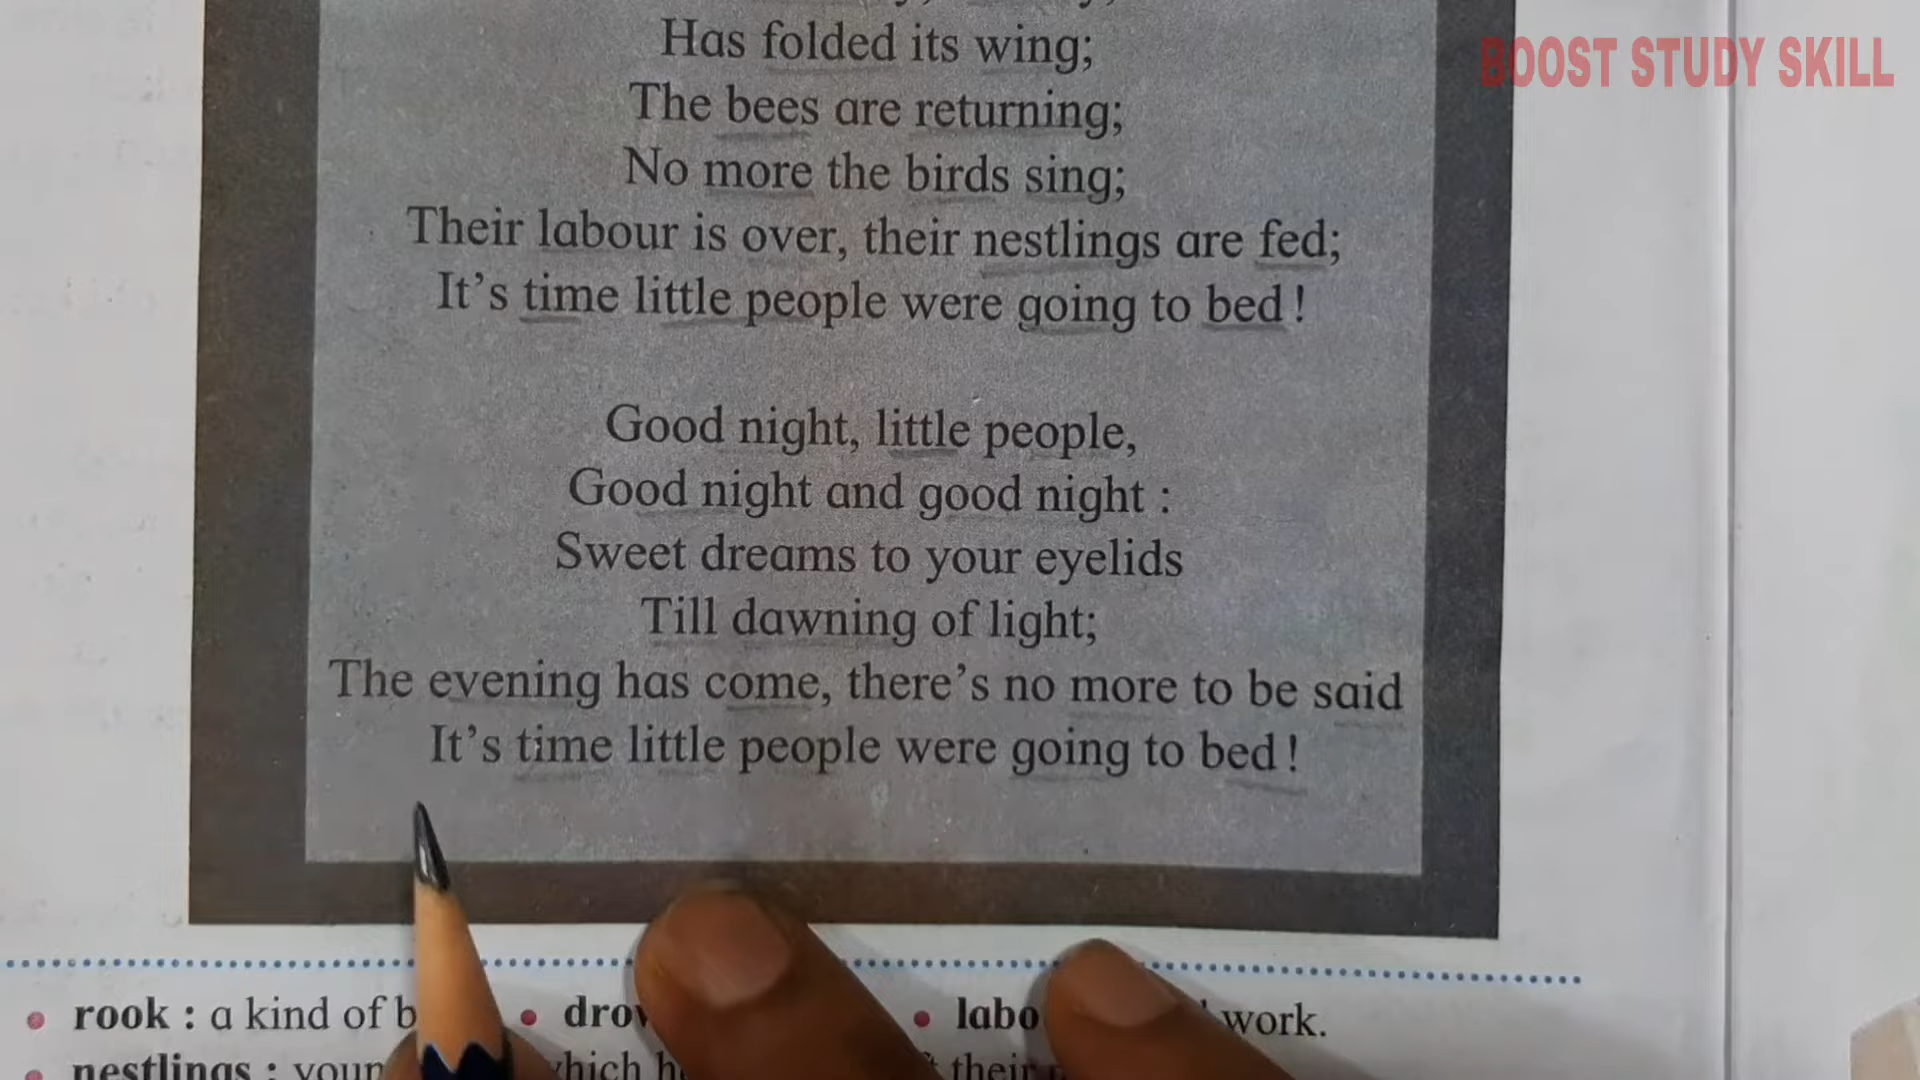 BOOST STUDY SKILL
Has folded its wing;
The bees are returning;
No more the birds sing;
Their labour is over, their nestlings are fed;
It's time little people were going to bed!
Good night, little people,
Good night and good night :
Sweet dreams to your eyelids
Till dawning of light;
The evening has come, there's no more to be said
It's time little people were going to bed!
• rook : a kind of
• work.
nestlings : their